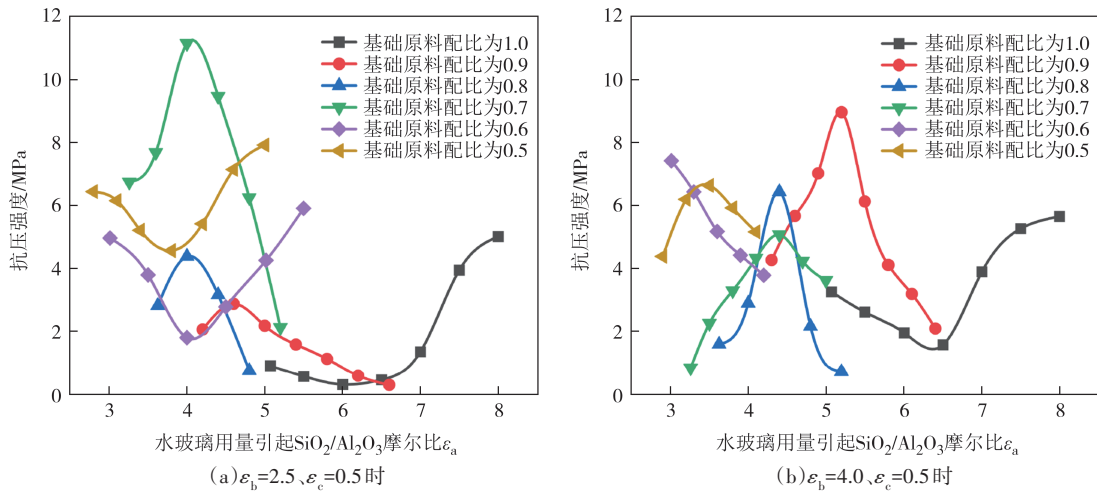 12
10
8
6
4
2
0
抗压强度/MPa
基础原料配比为1.0
基础原料配比为0.9
基础原料配比为0.8
基础原料配比为0.7
基础原料配比为0.6
基础原料配比为0.5
3 4 5 6 7 8
水玻璃用量引起SiO₂/Al₂O₃摩尔比εₐ
(a)ε_b=2.5、ε_c=0.5时
12
10
8
6
4
2
0
抗压强度/MPa
基础原料配比为1.0
基础原料配比为0.9
基础原料配比为0.8
基础原料配比为0.7
基础原料配比为0.6
基础原料配比为0.5
3 4 5 6 7 8
水玻璃用量引起SiO₂/Al₂O₃摩尔比εₐ
(b)ε_b=4.0、ε_c=0.5时